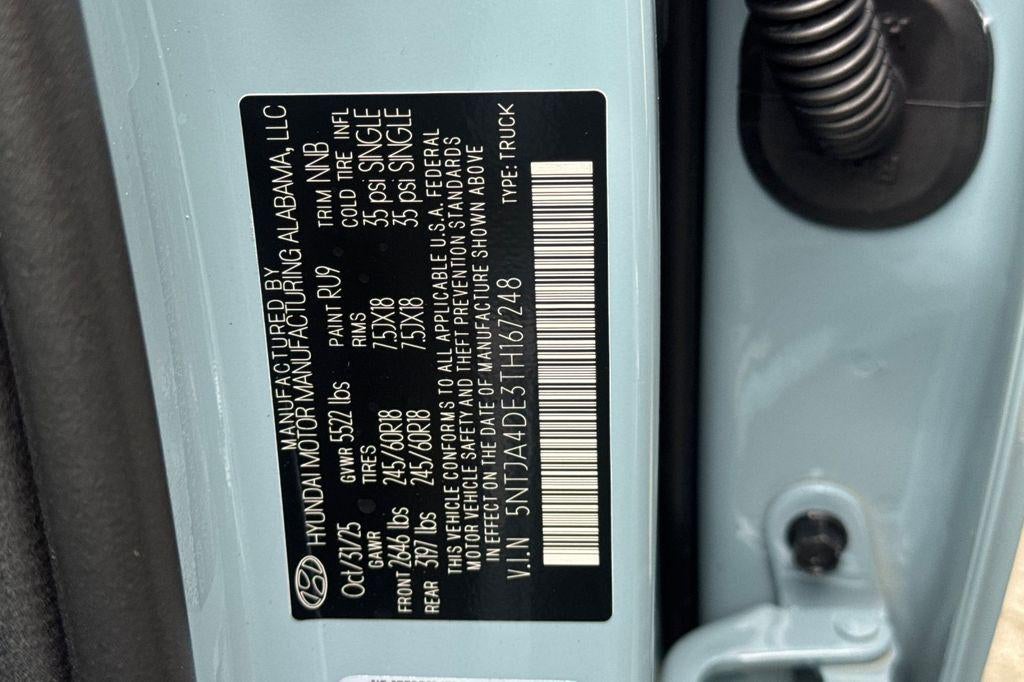 MANUFACTURED BY
HYUNDAI MOTOR MANUFACTURING ALABAMA, LLC
Oct/31/25 GVWR 5522 lbs PAINT RU9 TRIM NNB
GAWR TIRES RIMS COLD TIRE INFL
FRONT 2646 lbs 245/60R18 7.5JX18 35 psi SINGLE
REAR 3197 lbs 245/60R18 7.5JX18 35 psi SINGLE
THIS VEHICLE CONFORMS TO ALL APPLICABLE U.S.A. FEDERAL
MOTOR VEHICLE SAFETY AND THEFT PREVENTION STANDARDS
IN EFFECT ON THE DATE OF MANUFACTURE SHOWN ABOVE
V.I.N 5NTJA4DE3TH167248 TYPE: TRUCK